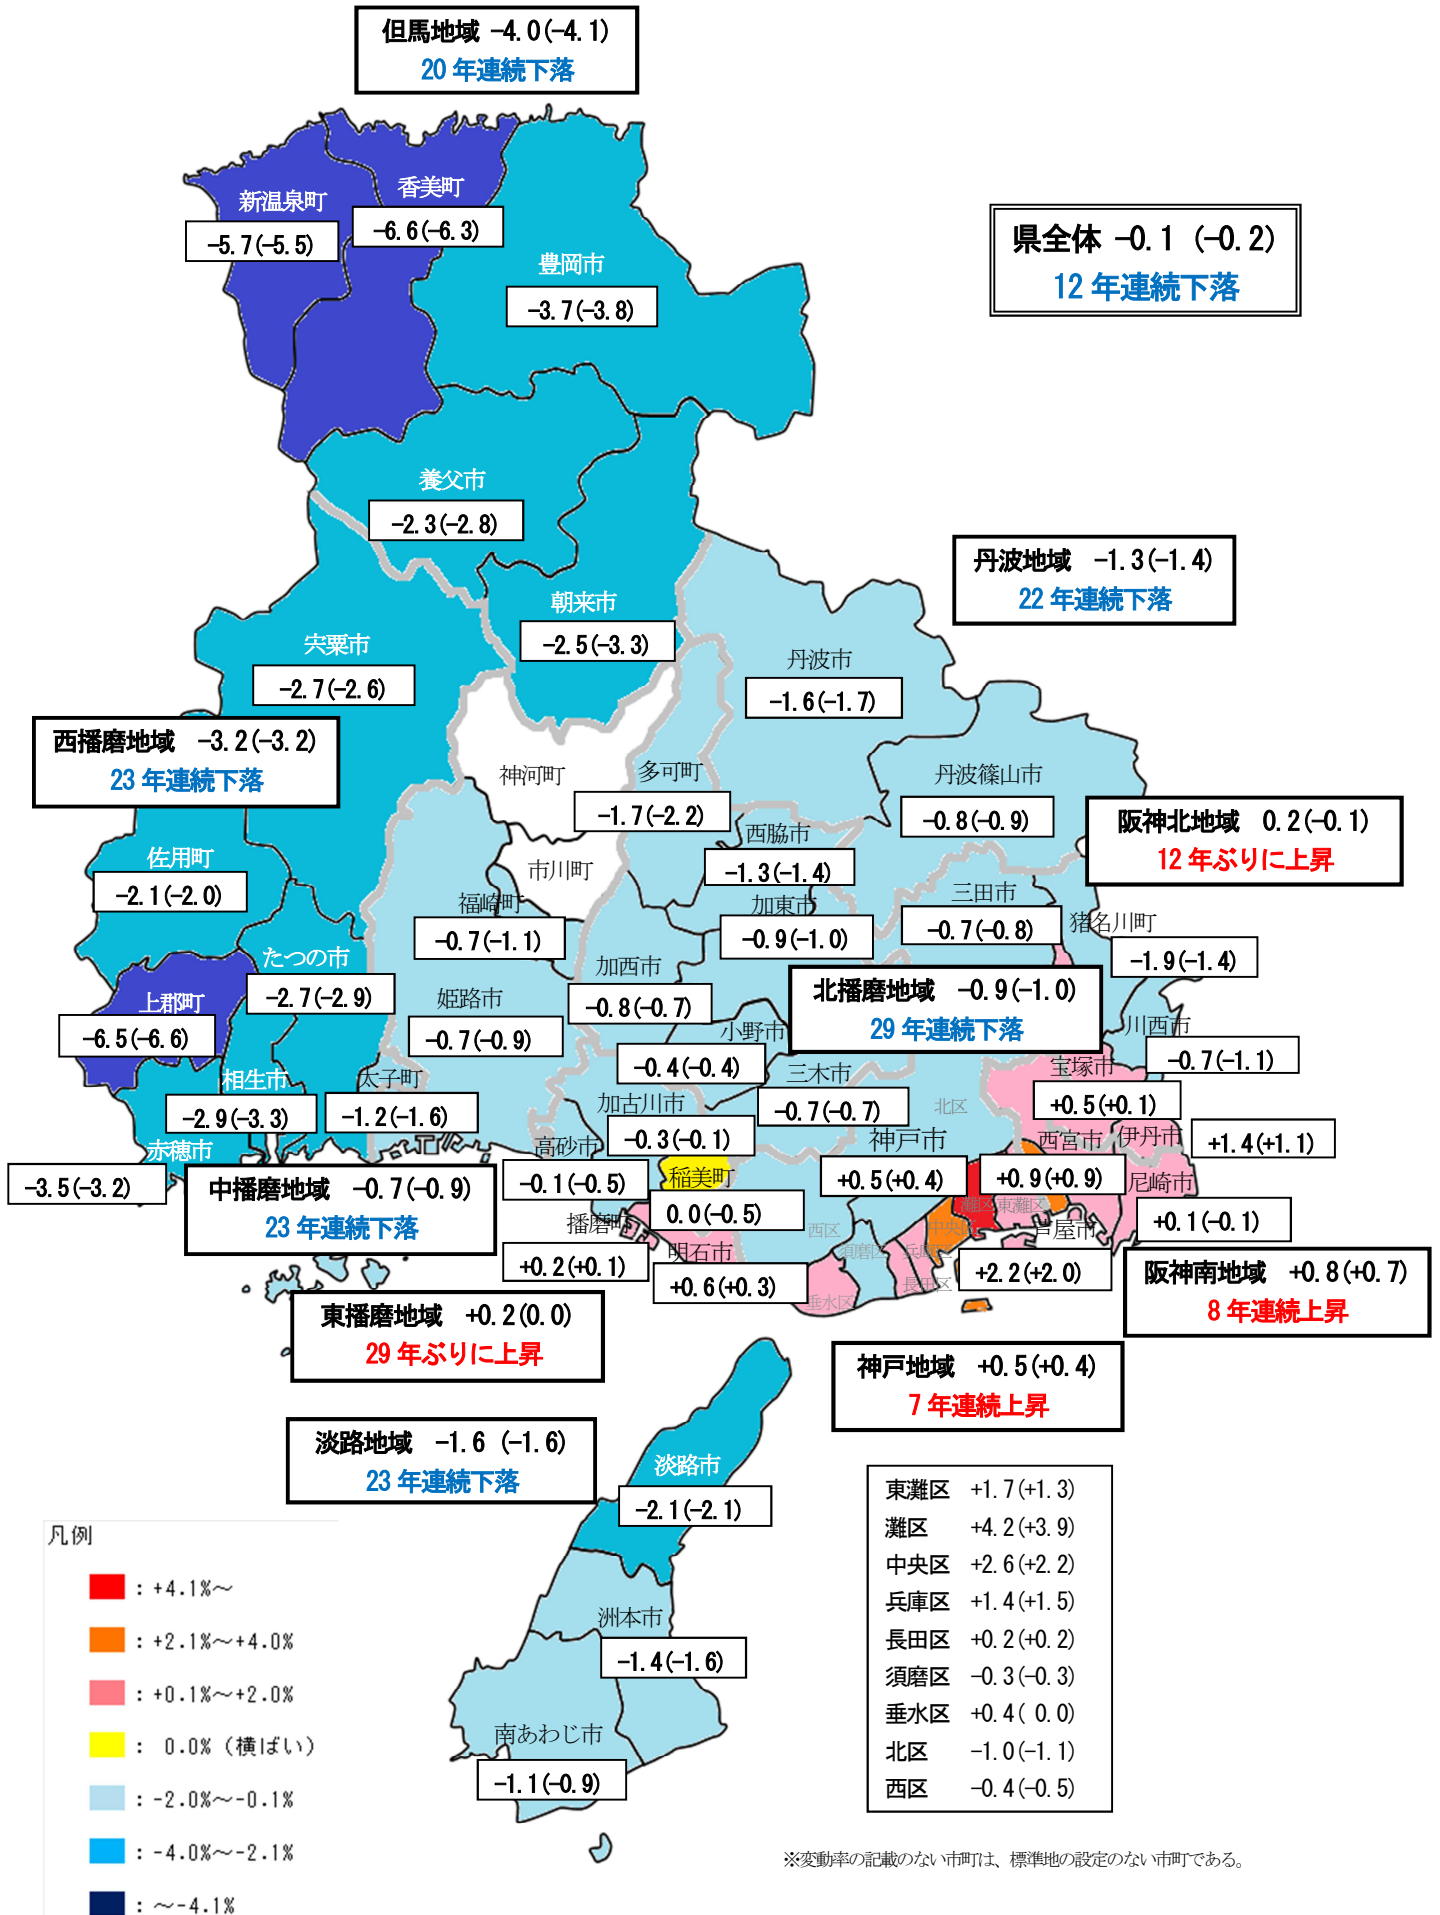 但馬地域 -4.0(-4.1)
20 年連続下落
新温泉町
-5.7(-5.5)
香美町
-6.6(-6.3)
豊岡市
-3.7(-3.8)
県全体 -0.1 (-0.2)
12 年連続下落
養父市
-2.3(-2.8)
朝来市
-2.5(-3.3)
丹波地域 -1.3(-1.4)
22 年連続下落
宍粟市
-2.7(-2.6)
丹波市
-1.6(-1.7)
西播磨地域 -3.2(-3.2)
23 年連続下落
神河町
多可町
-1.7(-2.2)
丹波篠山市
-0.8(-0.9)
阪神北地域 0.2(-0.1)
12 年ぶりに上昇
佐用町
-2.1(-2.0)
市川町
西脇市
-1.3(-1.4)
福崎町
-0.7(-1.1)
加東市
-0.9(-1.0)
三田市
-0.7(-0.8)
猪名川町
-1.9(-1.4)
たつの市
-2.7(-2.9)
上郡町
-6.5(-6.6)
姫路市
-0.7(-0.9)
加西市
-0.8(-0.7)
北播磨地域 -0.9(-1.0)
29 年連続下落
小野市
-0.4(-0.4)
川西市
-0.7(-1.1)
相生市
-2.9(-3.3)
太子町
-1.2(-1.6)
三木市
-0.7(-0.7)
宝塚市
+0.5(+0.1)
北区
加古川市
-0.3(-0.1)
神戸市
+0.5(+0.4)
西宮市
+0.9(+0.9)
伊丹市
+1.4(+1.1)
赤穂市
-3.5(-3.2)
高砂市
-0.1(-0.5)
稲美町
0.0(-0.5)
尼崎市
+0.1(-0.1)
中播磨地域 -0.7(-0.9)
23 年連続下落
播磨町
+0.2(+0.1)
明石市
+0.6(+0.3)
西区
須磨区
垂水区
兵庫区
長田区
中央区
灘区
東灘区
芦屋市
+2.2(+2.0)
阪神南地域 +0.8(+0.7)
8 年連続上昇
東播磨地域 +0.2(0.0)
29 年ぶりに上昇
神戸地域 +0.5(+0.4)
7 年連続上昇
淡路地域 -1.6 (-1.6)
23 年連続下落
淡路市
-2.1(-2.1)
洲本市
-1.4(-1.6)
南あわじ市
-1.1(-0.9)
東灘区 +1.7(+1.3)
灘区 +4.2(+3.9)
中央区 +2.6(+2.2)
兵庫区 +1.4(+1.5)
長田区 +0.2(+0.2)
須磨区 -0.3(-0.3)
垂水区 +0.4( 0.0)
北区 -1.0(-1.1)
西区 -0.4(-0.5)
凡例
：+4.1%～
：+2.1%～+4.0%
：+0.1%～+2.0%
： 0.0%（横ばい）
：-2.0%～-0.1%
：-4.0%～-2.1%
：～-4.1%
※変動率の記載のない市町は、標準地の設定のない市町である。